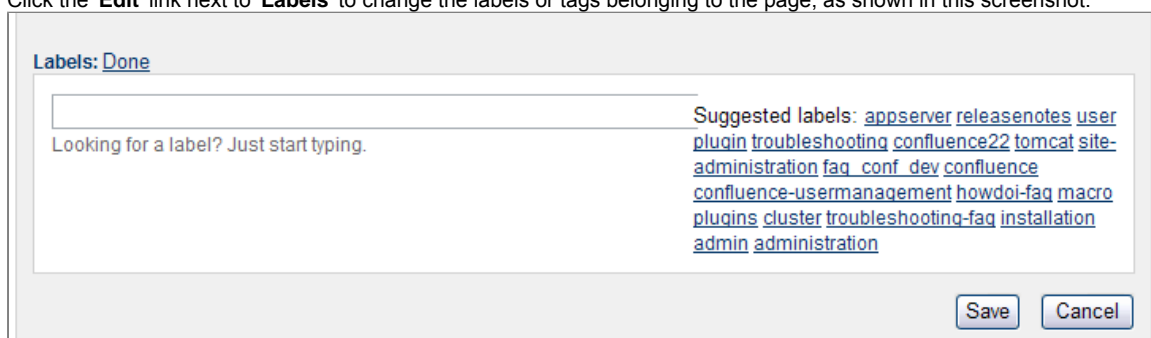 Click the 'Edit' link next to 'Labels' to change the labels or tags belonging to the page, as shown in this screenshot.
Labels: Done
Looking for a label? Just start typing.
Suggested labels: appserver releasenotes user
plugin troubleshooting confluence22 tomcat site-
administration faq_conf_dev confluence
confluence-usermanagement howdoi-faq macro
plugins cluster troubleshooting-faq installation
admin administration
Save Cancel